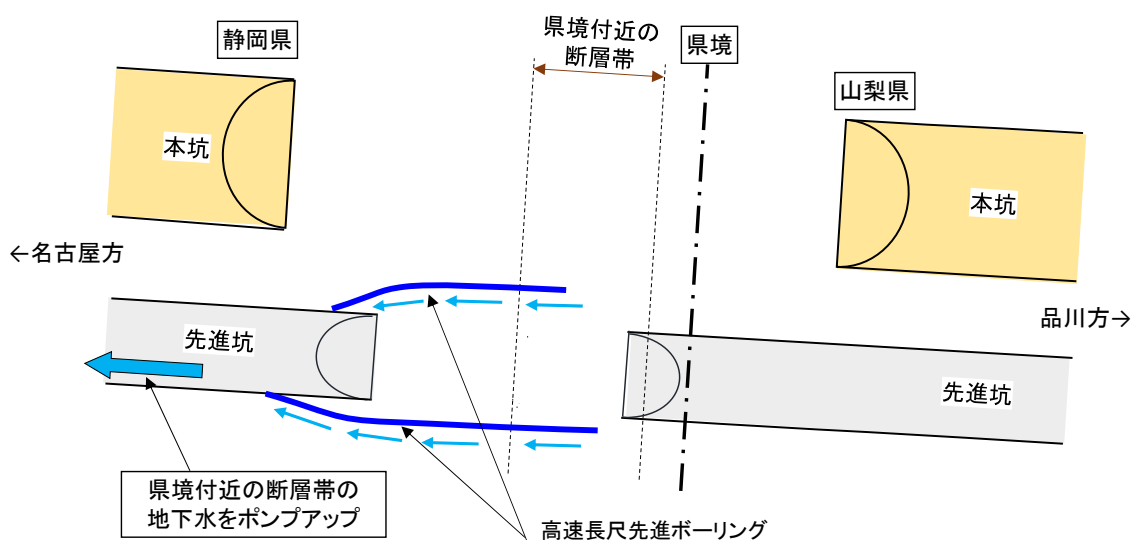 県境付近の
断層帯
静岡県
県境
山梨県
本坑
本坑
←名古屋方
品川方→
先進坑
先進坑
県境付近の断層帯の
地下水をポンプアップ
高速長尺先進ボーリング